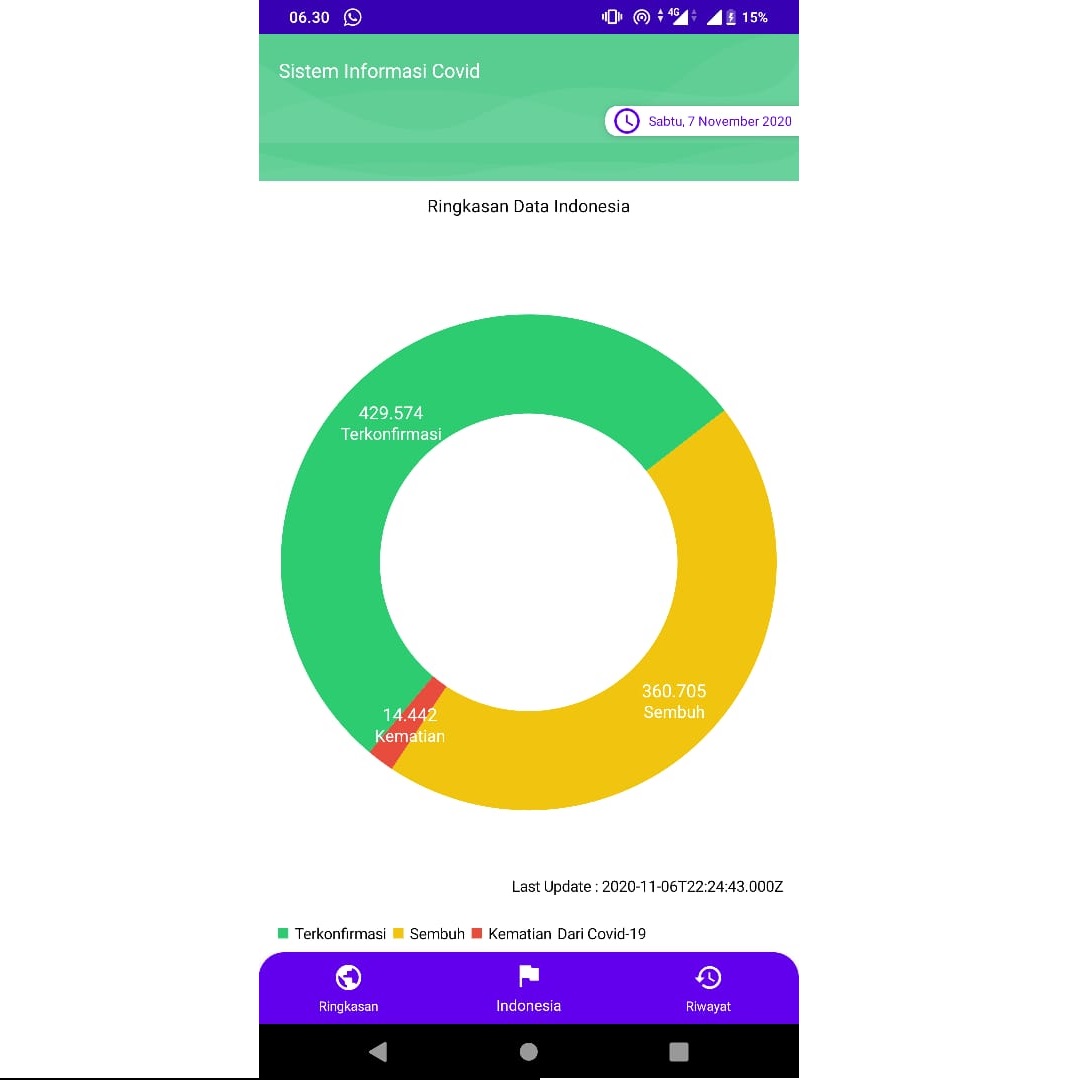 06.30 4G 15%
Sistem Informasi Covid
Sabtu, 7 November 2020
Ringkasan Data Indonesia
429.574
Terkonfirmasi
360.705
Sembuh
14.442
Kematian
Last Update : 2020-11-06T22:24:43.000Z
Terkonfirmasi Sembuh Kematian Dari Covid-19
Ringkasan Indonesia Riwayat